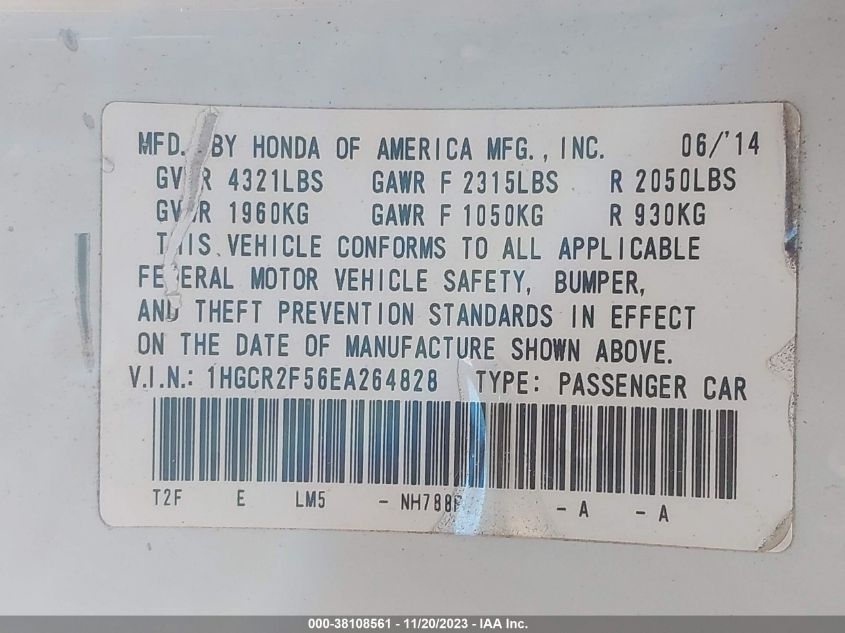 MFD. BY HONDA OF AMERICA MFG., INC. 06/'14
GVWR 4321LBS GAWR F 2315LBS R 2050LBS
GVWR 1960KG GAWR F 1050KG R 930KG
THIS VEHICLE CONFORMS TO ALL APPLICABLE
FEDERAL MOTOR VEHICLE SAFETY, BUMPER,
AND THEFT PREVENTION STANDARDS IN EFFECT
ON THE DATE OF MANUFACTURE SHOWN ABOVE.
V.I.N.: 1HGCR2F56EA264828 TYPE: PASSENGER CAR
T2F E LM5 - NH788P - A - A
000-38108561 - 11/20/2023 - IAA Inc.